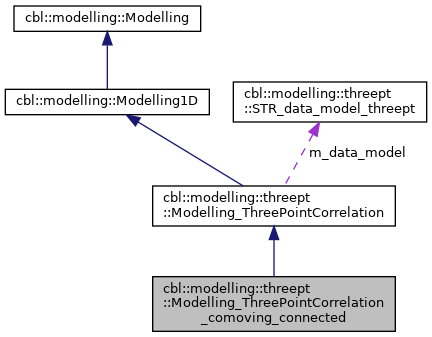 cbl::modelling::Modelling
cbl::modelling::threept
::STR_data_model_threept
cbl::modelling::Modelling1D
m_data_model
cbl::modelling::threept
::Modelling_ThreePointCorrelation
cbl::modelling::threept
::Modelling_ThreePointCorrelation
_comoving_connected